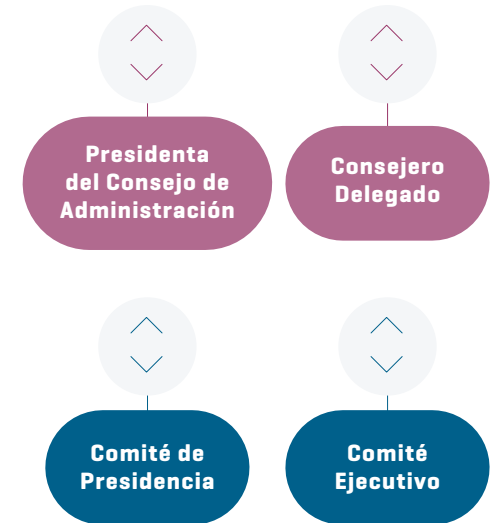 Presidenta
del Consejo de
Administración
Consejero
Delegado
Comité de
Presidencia
Comité
Ejecutivo